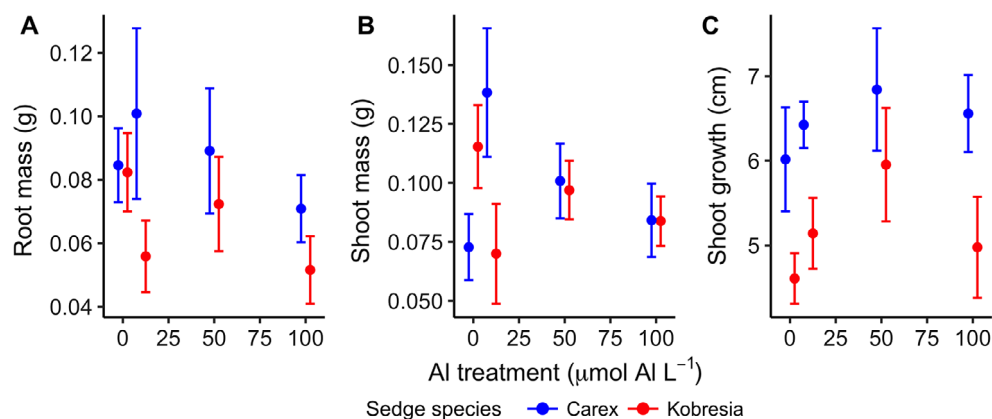 A
B
C
Root mass (g)
0.12
0.10
0.08
0.06
0.04
0 25 50 75 100
Shoot mass (g)
0.150
0.125
0.100
0.075
0.050
0 25 50 75 100
Shoot growth (cm)
7
6
5
0 25 50 75 100
Al treatment (μmol Al L⁻¹)
Sedge species Carex Kobresia